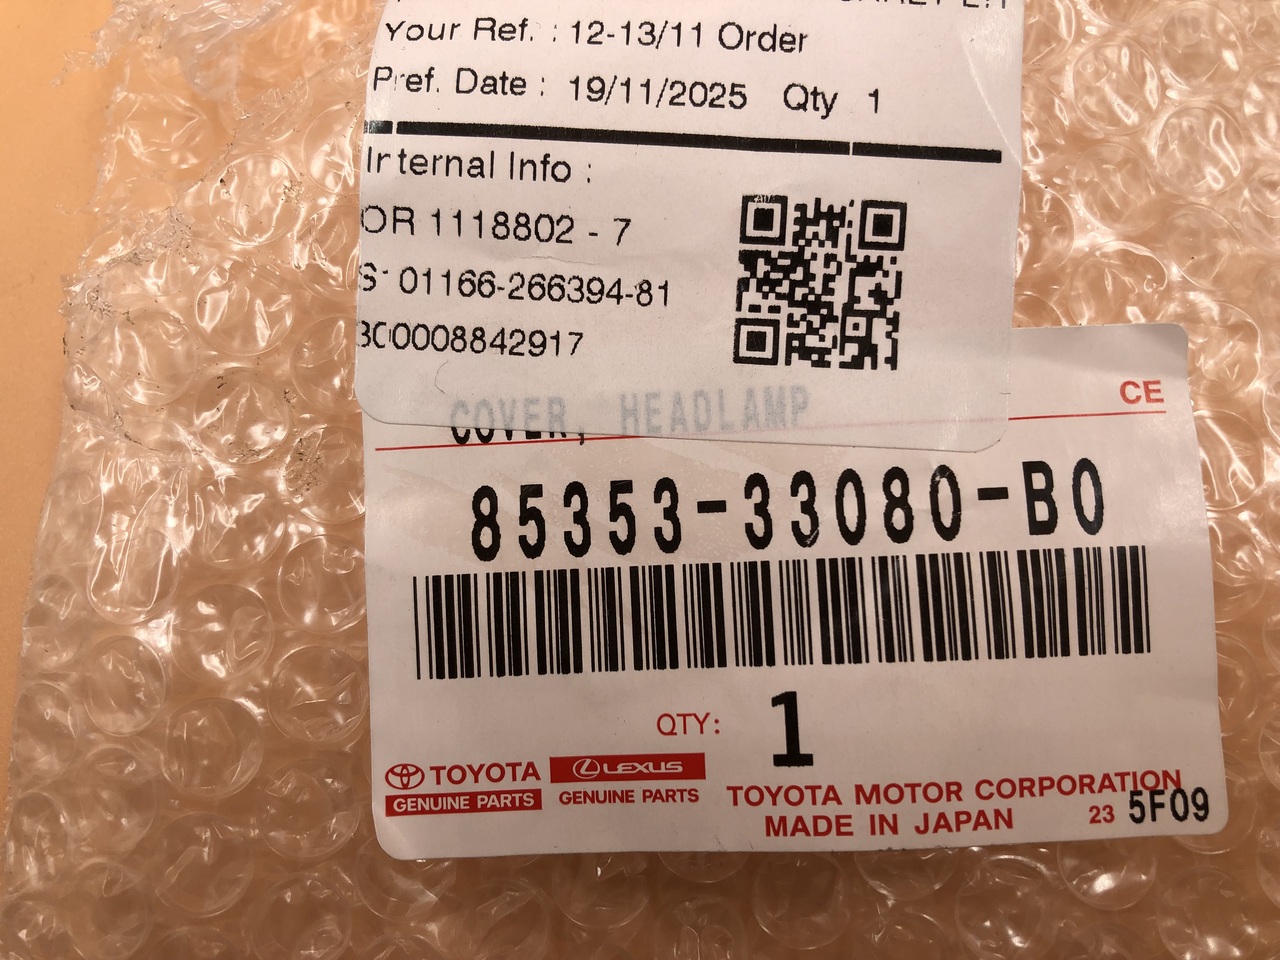 Your Ref. : 12-13/11 Order
Pref. Date : 19/11/2025 Qty 1
Internal Info :
OR 1118802 - 7
01166-266394-81
0008842917
COVER, HEADLAMP
CE
85353-33080-B0
QTY: 1
TOYOTA
GENUINE PARTS
LEXUS
GENUINE PARTS
TOYOTA MOTOR CORPORATION
MADE IN JAPAN
23 5F09